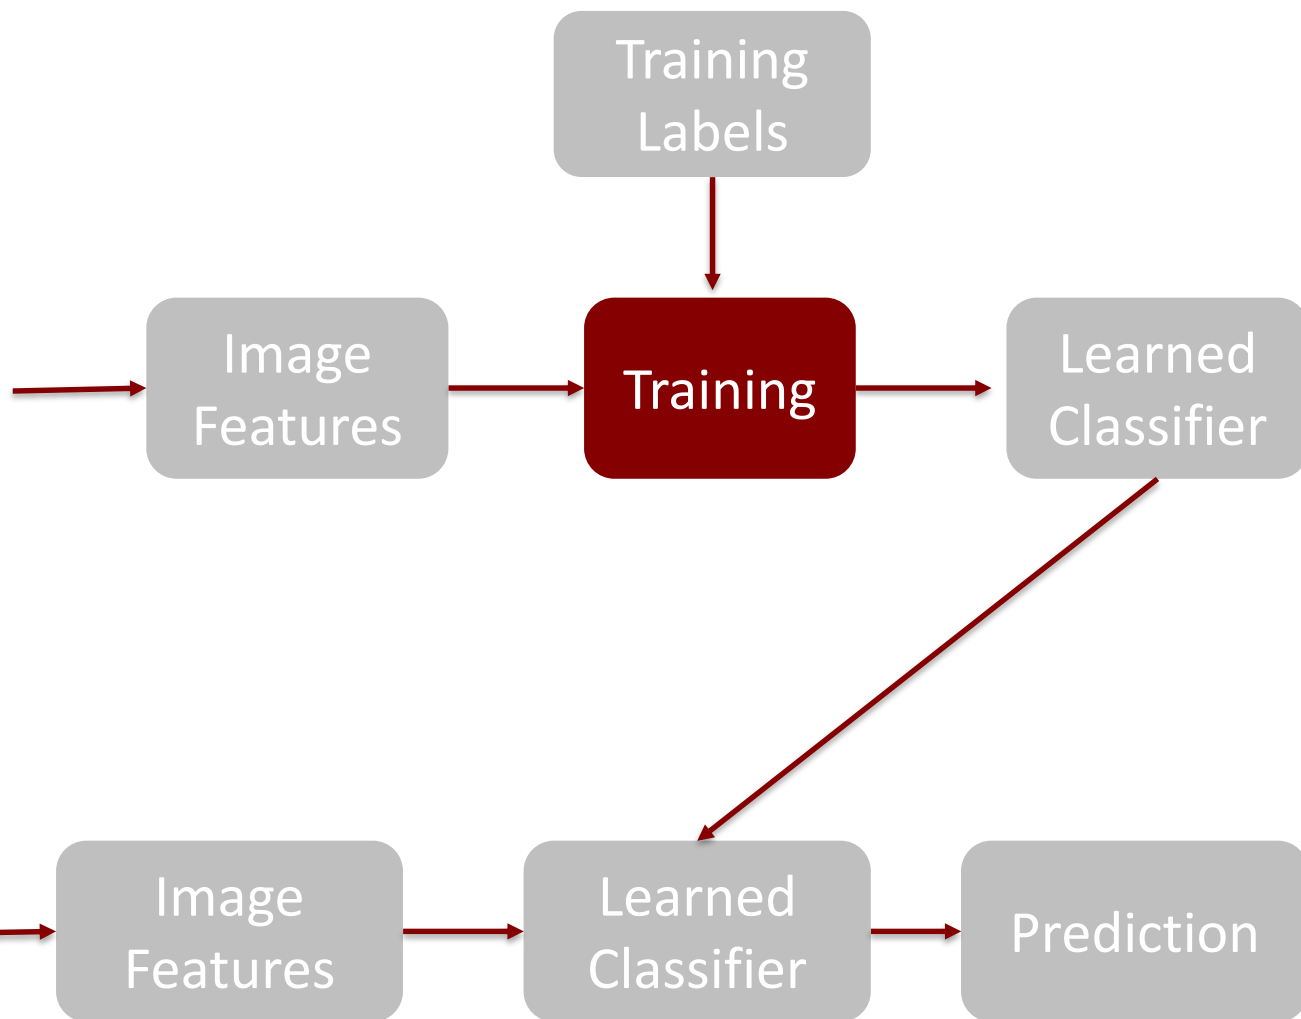 Training
Labels
Image
Features
Training
Learned
Classifier
Image
Features
Learned
Classifier
Prediction